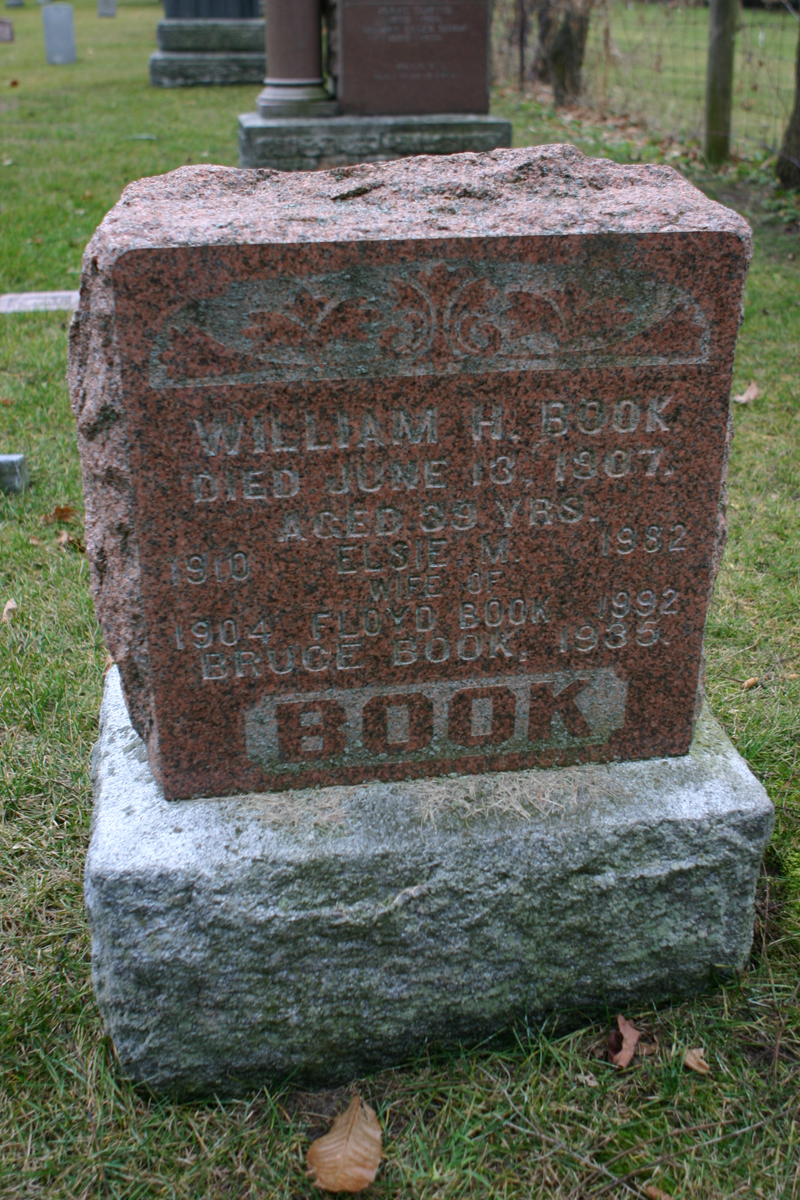 WILLIAM H. BOOK
DIED JUNE 13, 1907.
AGED 39 YRS.
1910 ELSIE M. 1982
WIFE OF
1904 FLOYD BOOK 1992
BRUCE BOOK, 1935.
BOOK